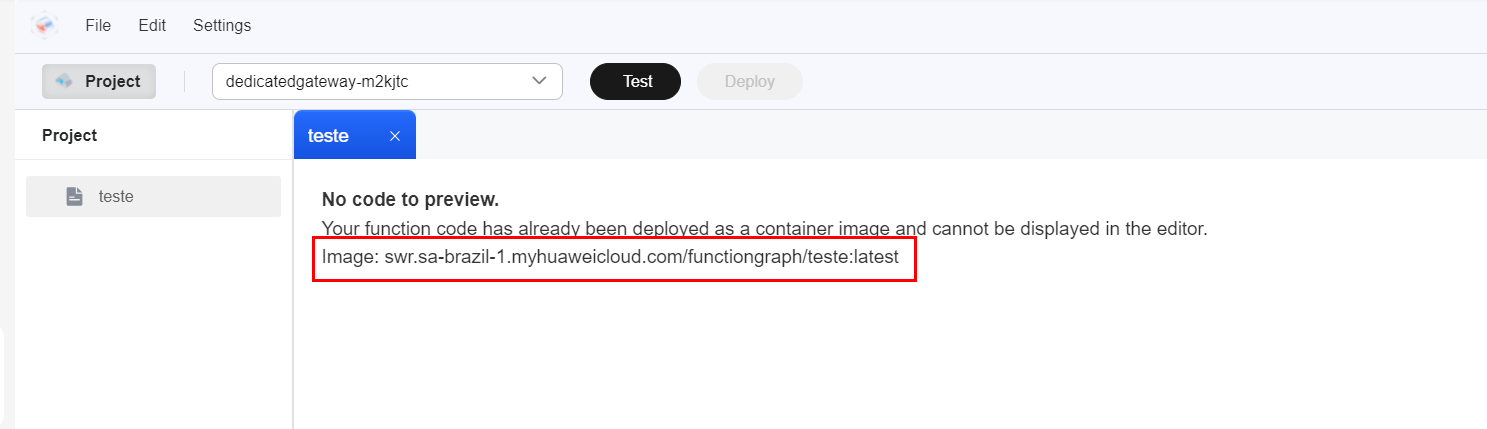 File Edit Settings
Project dedicatedgateway-m2kjtc Test Deploy
Project
teste
teste
No code to preview.
Your function code has already been deployed as a container image and cannot be displayed in the editor.
Image: swr.sa-brazil-1.myhuaweicloud.com/functiongraph/teste:latest